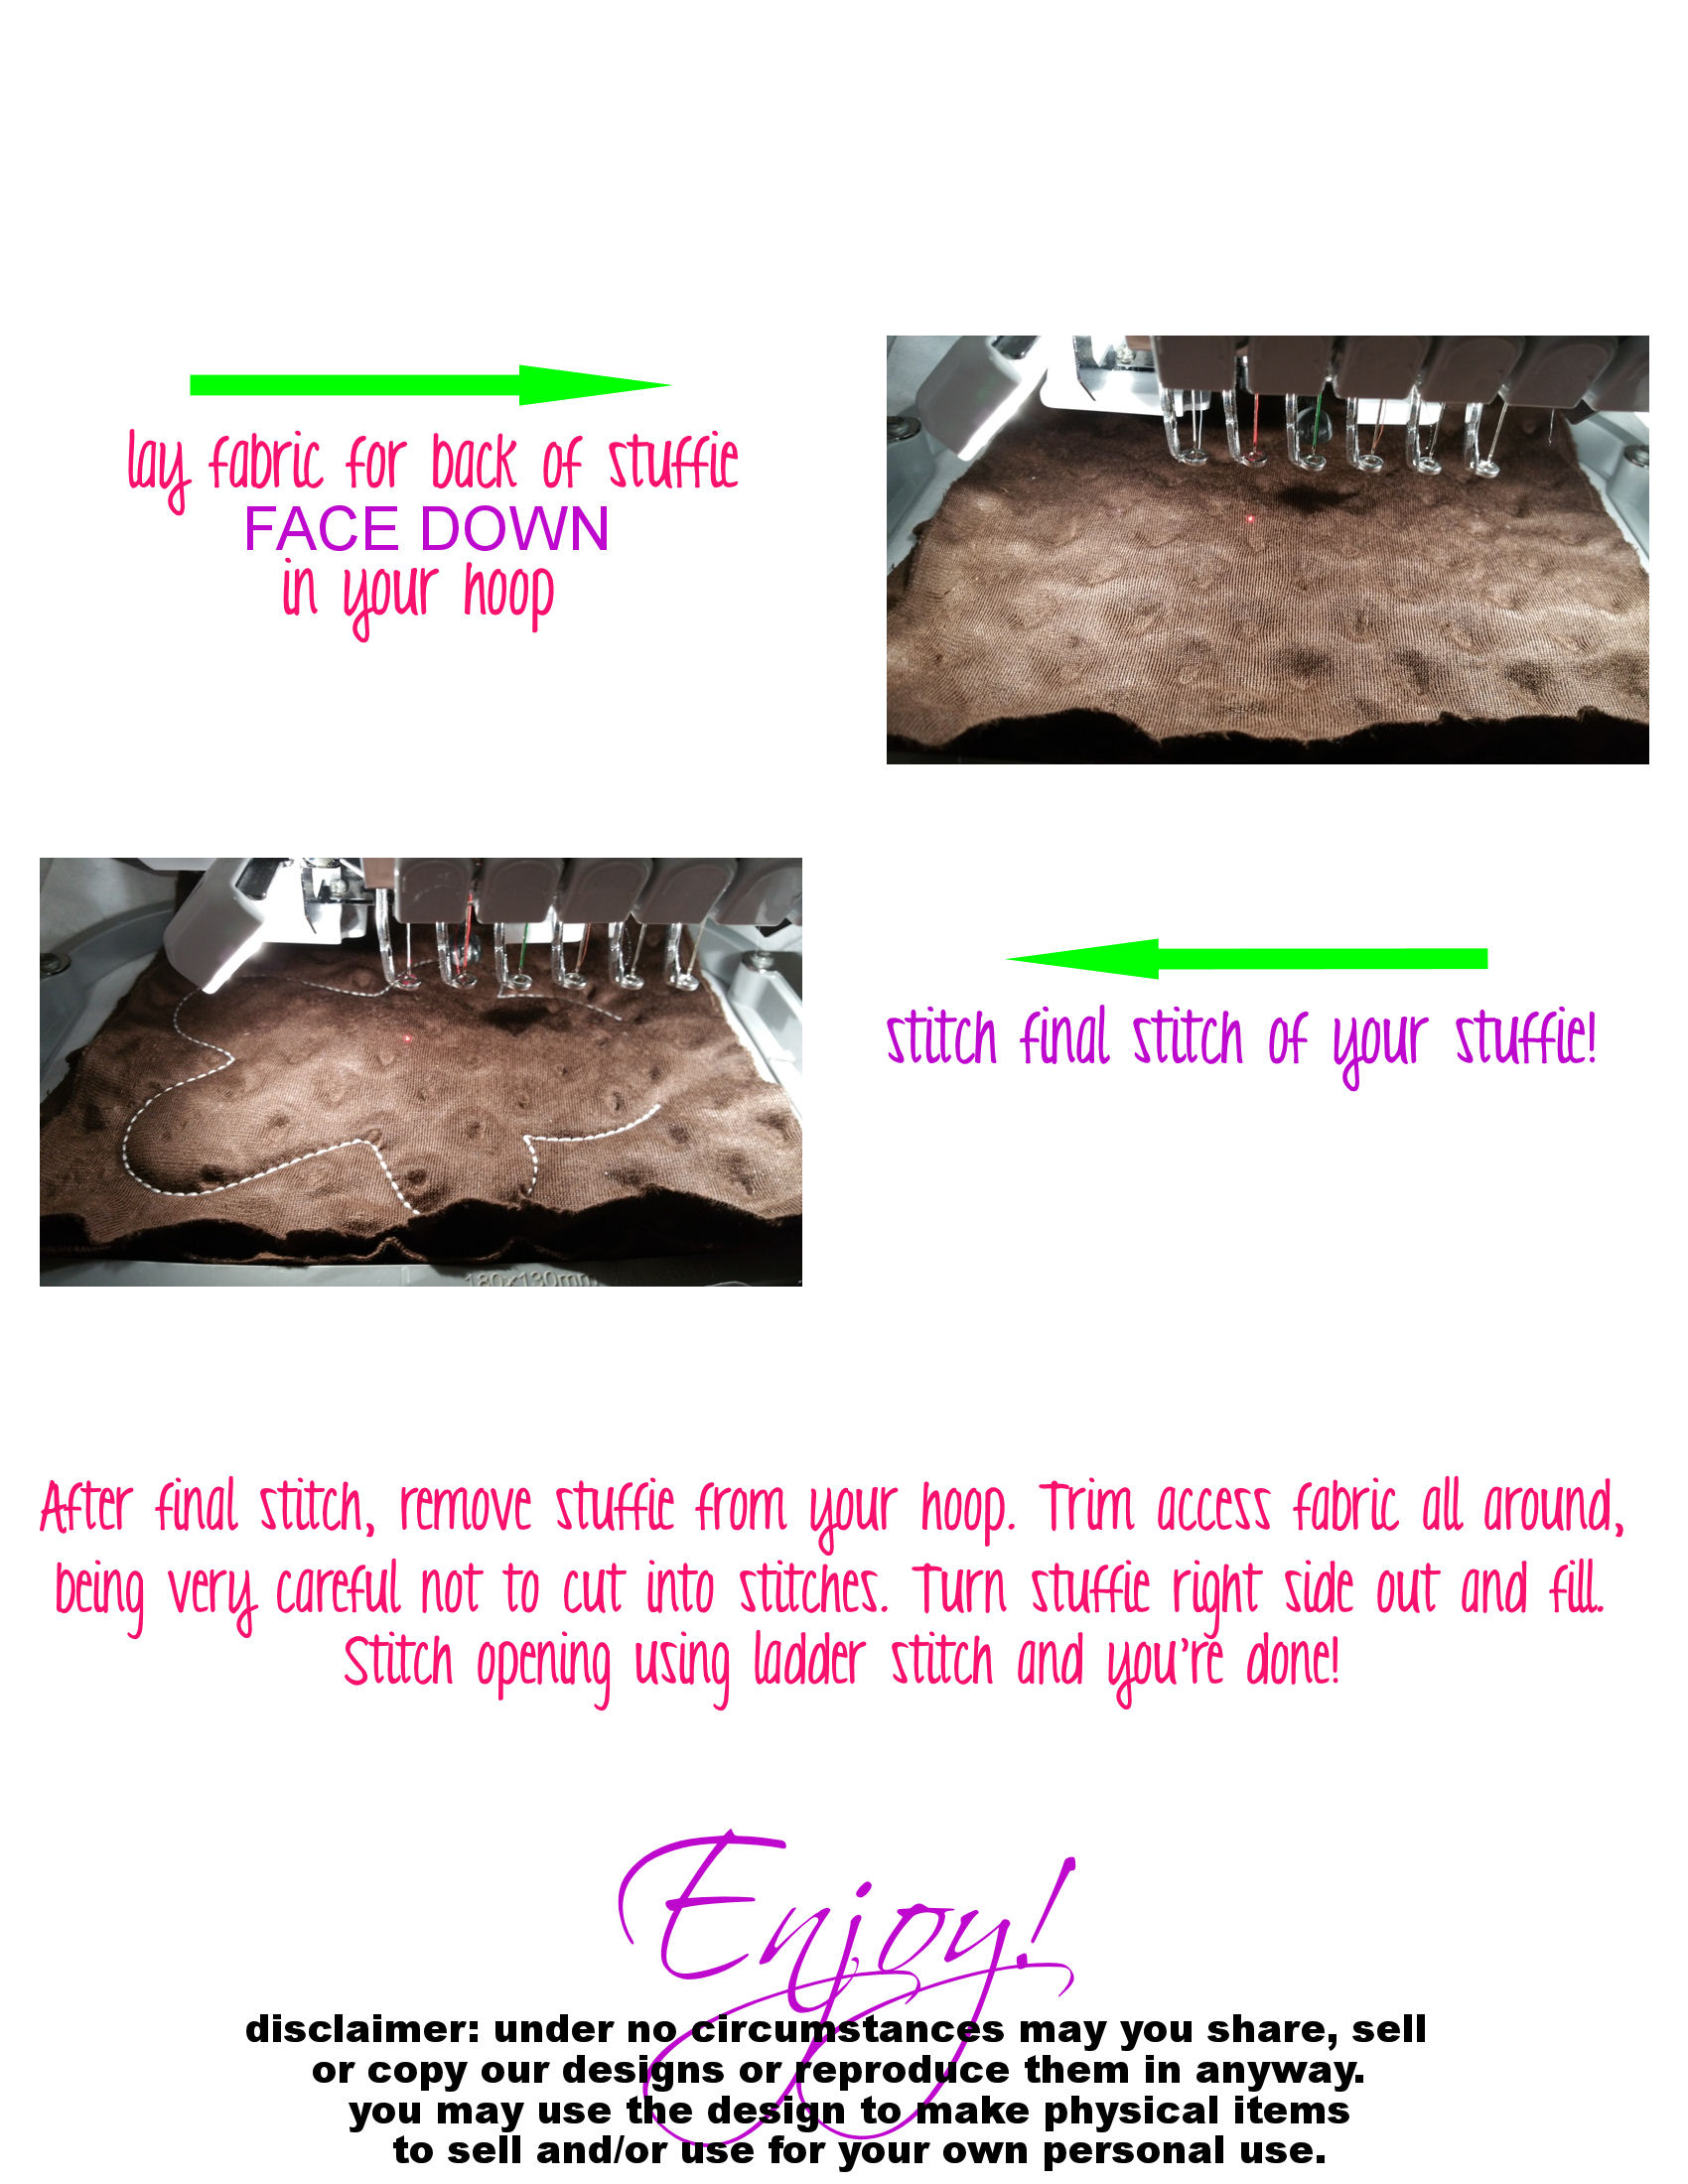 lay fabric for back of stuffie
FACE DOWN
in your hoop
180x130mm
stitch final stitch of your stuffie!
After final stitch, remove stuffie from your hoop. Trim access fabric all around,
being very careful not to cut into stitches. Turn stuffie right side out and fill.
Stitch opening using ladder stitch and you're done!
Enjoy!
disclaimer: under no circumstances may you share, sell
or copy our designs or reproduce them in anyway.
you may use the design to make physical items
to sell and/or use for your own personal use.